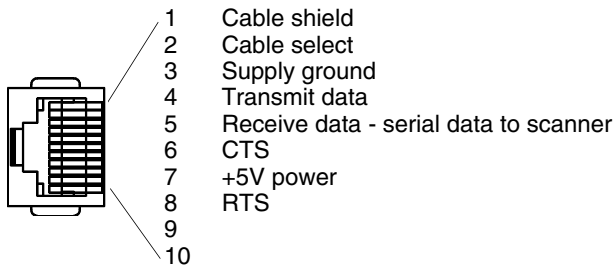 1 Cable shield
2 Cable select
3 Supply ground
4 Transmit data
5 Receive data - serial data to scanner
6 CTS
7 +5V power
8 RTS
9
10